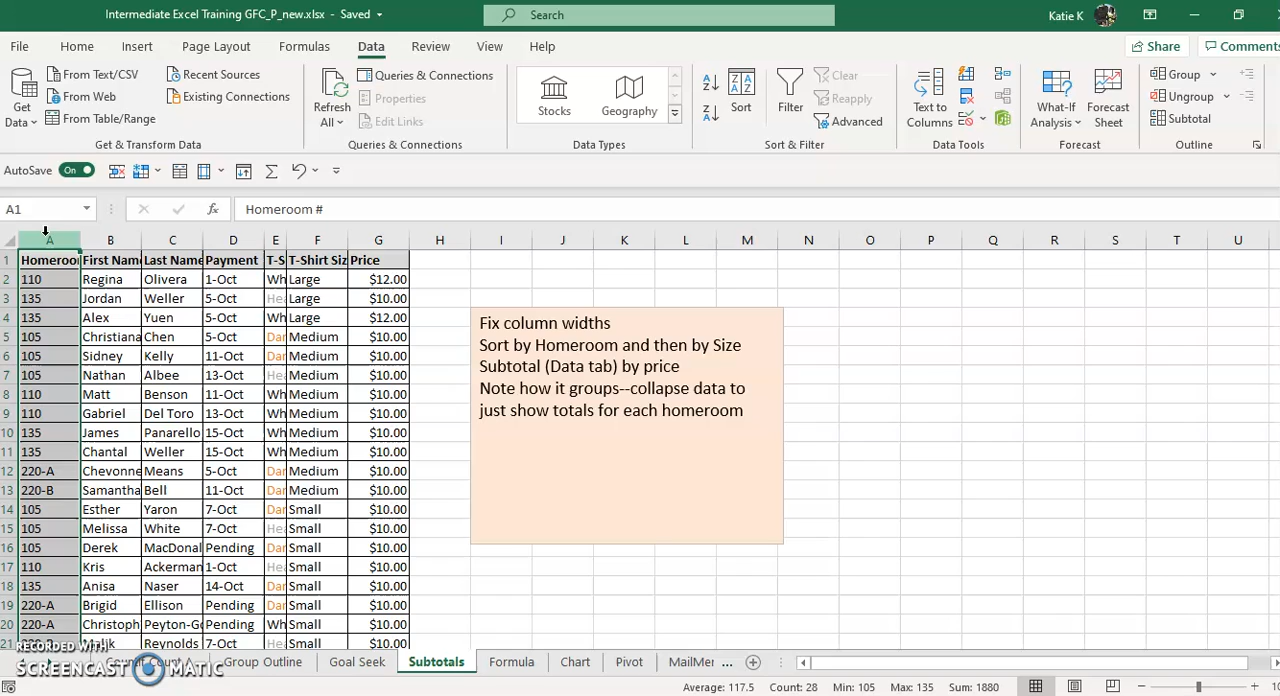 Intermediate Excel Training GFC_P_new.xlsx - Saved
Search
Katie K
File Home Insert Page Layout Formulas Data Review View Help
Share Comments
Get Data
From Text/CSV
From Web
From Table/Range
Recent Sources
Existing Connections
Get & Transform Data
Refresh All
Queries & Connections
Properties
Edit Links
Queries & Connections
Stocks Geography
Data Types
Sort
Filter
Clear
Reapply
Advanced
Sort & Filter
Text to Columns
Data Tools
What-If Analysis
Forecast Sheet
Forecast
Group
Ungroup
Subtotal
Outline
AutoSave On
A1 fx Homeroom #
A B C D E F G H I J K L M N O P Q R S T U
1 Homeroo First Name Last Name Payment T-S T-Shirt Siz Price
2 110 Regina Olivera 1-Oct Wh Large $12.00
3 135 Jordan Weller 5-Oct Hea Large $10.00
4 135 Alex Yuen 5-Oct Wh Large $12.00
5 105 Christiana Chen 5-Oct Dar Medium $10.00
6 105 Sidney Kelly 11-Oct Dar Medium $10.00
7 105 Nathan Albee 13-Oct Hea Medium $10.00
8 110 Matt Benson 11-Oct Wh Medium $10.00
9 110 Gabriel Del Toro 13-Oct Wh Medium $10.00
10 135 James Panarello 15-Oct Wh Medium $10.00
11 135 Chantal Weller 15-Oct Wh Medium $10.00
12 220-A Chevonne Means 5-Oct Dar Medium $10.00
13 220-B Samantha Bell 11-Oct Dar Medium $10.00
14 105 Esther Yaron 7-Oct Dar Small $10.00
15 105 Melissa White 7-Oct Hea Small $10.00
16 105 Derek MacDonal Pending Dar Small $10.00
17 110 Kris Ackerman 1-Oct Hea Small $10.00
18 135 Anisa Naser 14-Oct Dar Small $10.00
19 220-A Brigid Ellison Pending Dar Small $10.00
20 220-A Christoph Peyton-Go Pending Wh Small $10.00
21 Reynolds 7-Oct Hea Small $10.00
Fix column widths
Sort by Homeroom and then by Size
Subtotal (Data tab) by price
Note how it groups--collapse data to
just show totals for each homeroom
RECORDED WITH
SCREENCAST MATIC
Group Outline Goal Seek Subtotals Formula Chart Pivot MailMer ...
Average: 117.5 Count: 28 Min: 105 Max: 135 Sum: 1880